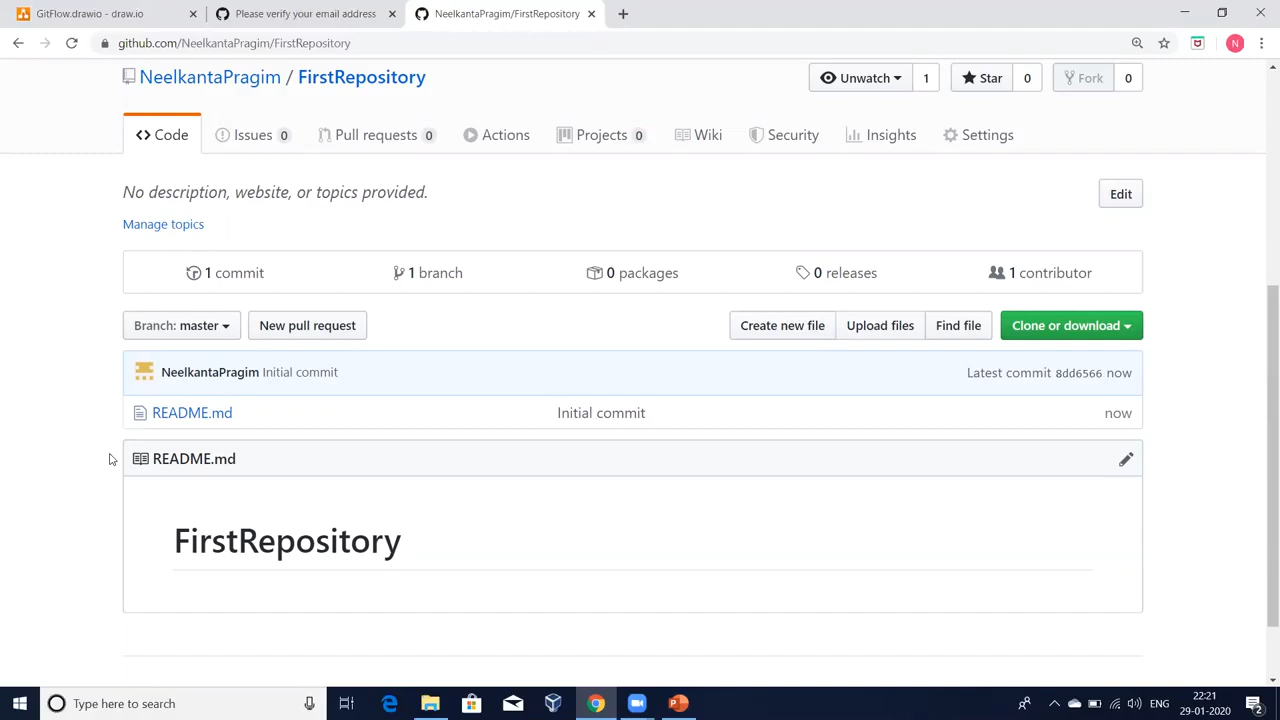 GitFlow.drawio - draw.io
Please verify your email address
NeelkantaPragim/FirstRepository
github.com/NeelkantaPragim/FirstRepository
N
NeelkantaPragim / FirstRepository
Unwatch 1
Star 0
Fork 0
Code
Issues 0
Pull requests 0
Actions
Projects 0
Wiki
Security
Insights
Settings
No description, website, or topics provided.
Edit
Manage topics
1 commit
1 branch
0 packages
0 releases
1 contributor
Branch: master
New pull request
Create new file
Upload files
Find file
Clone or download
NeelkantaPragim Initial commit
Latest commit 8dd6566 now
README.md
Initial commit
now
README.md
FirstRepository
Type here to search
ENG
22:21
29-01-2020
2